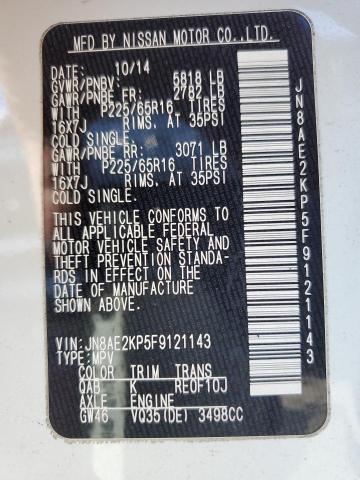 MFD BY NISSAN MOTOR CO.,LTD.
DATE: 10/14
GVWR/PNBV: 5818 LB
GAWR/PNBE FR: 2782 LB
WITH P225/65R16 TIRES
16X7J RIMS, AT 35PSI
COLD SINGLE.
GAWR/PNBE RR: 3071 LB
WITH P225/65R16 TIRES
16X7J RIMS, AT 35PSI
COLD SINGLE.
THIS VEHICLE CONFORMS TO
ALL APPLICABLE FEDERAL
MOTOR VEHICLE SAFETY AND
THEFT PREVENTION STANDA-
RDS IN EFFECT ON THE
DATE OF MANUFACTURE
SHOWN ABOVE.
VIN:JN8AE2KP5F9121143
TYPE:MPV
COLOR TRIM TRANS
QAB K RE0F10J
AXLE ENGINE
GW46 VQ35(DE) 3498CC
JN8AE2KP5F9121143